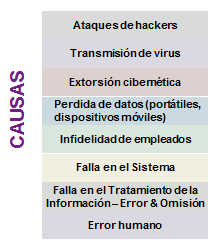 CAUSAS
Ataques de hackers
Transmisión de virus
Extorsión cibernética
Perdida de datos (portátiles,
dispositivos móviles)
Infidelidad de empleados
Falla en el Sistema
Falla en el Tratamiento de la
Información – Error & Omisión
Error humano